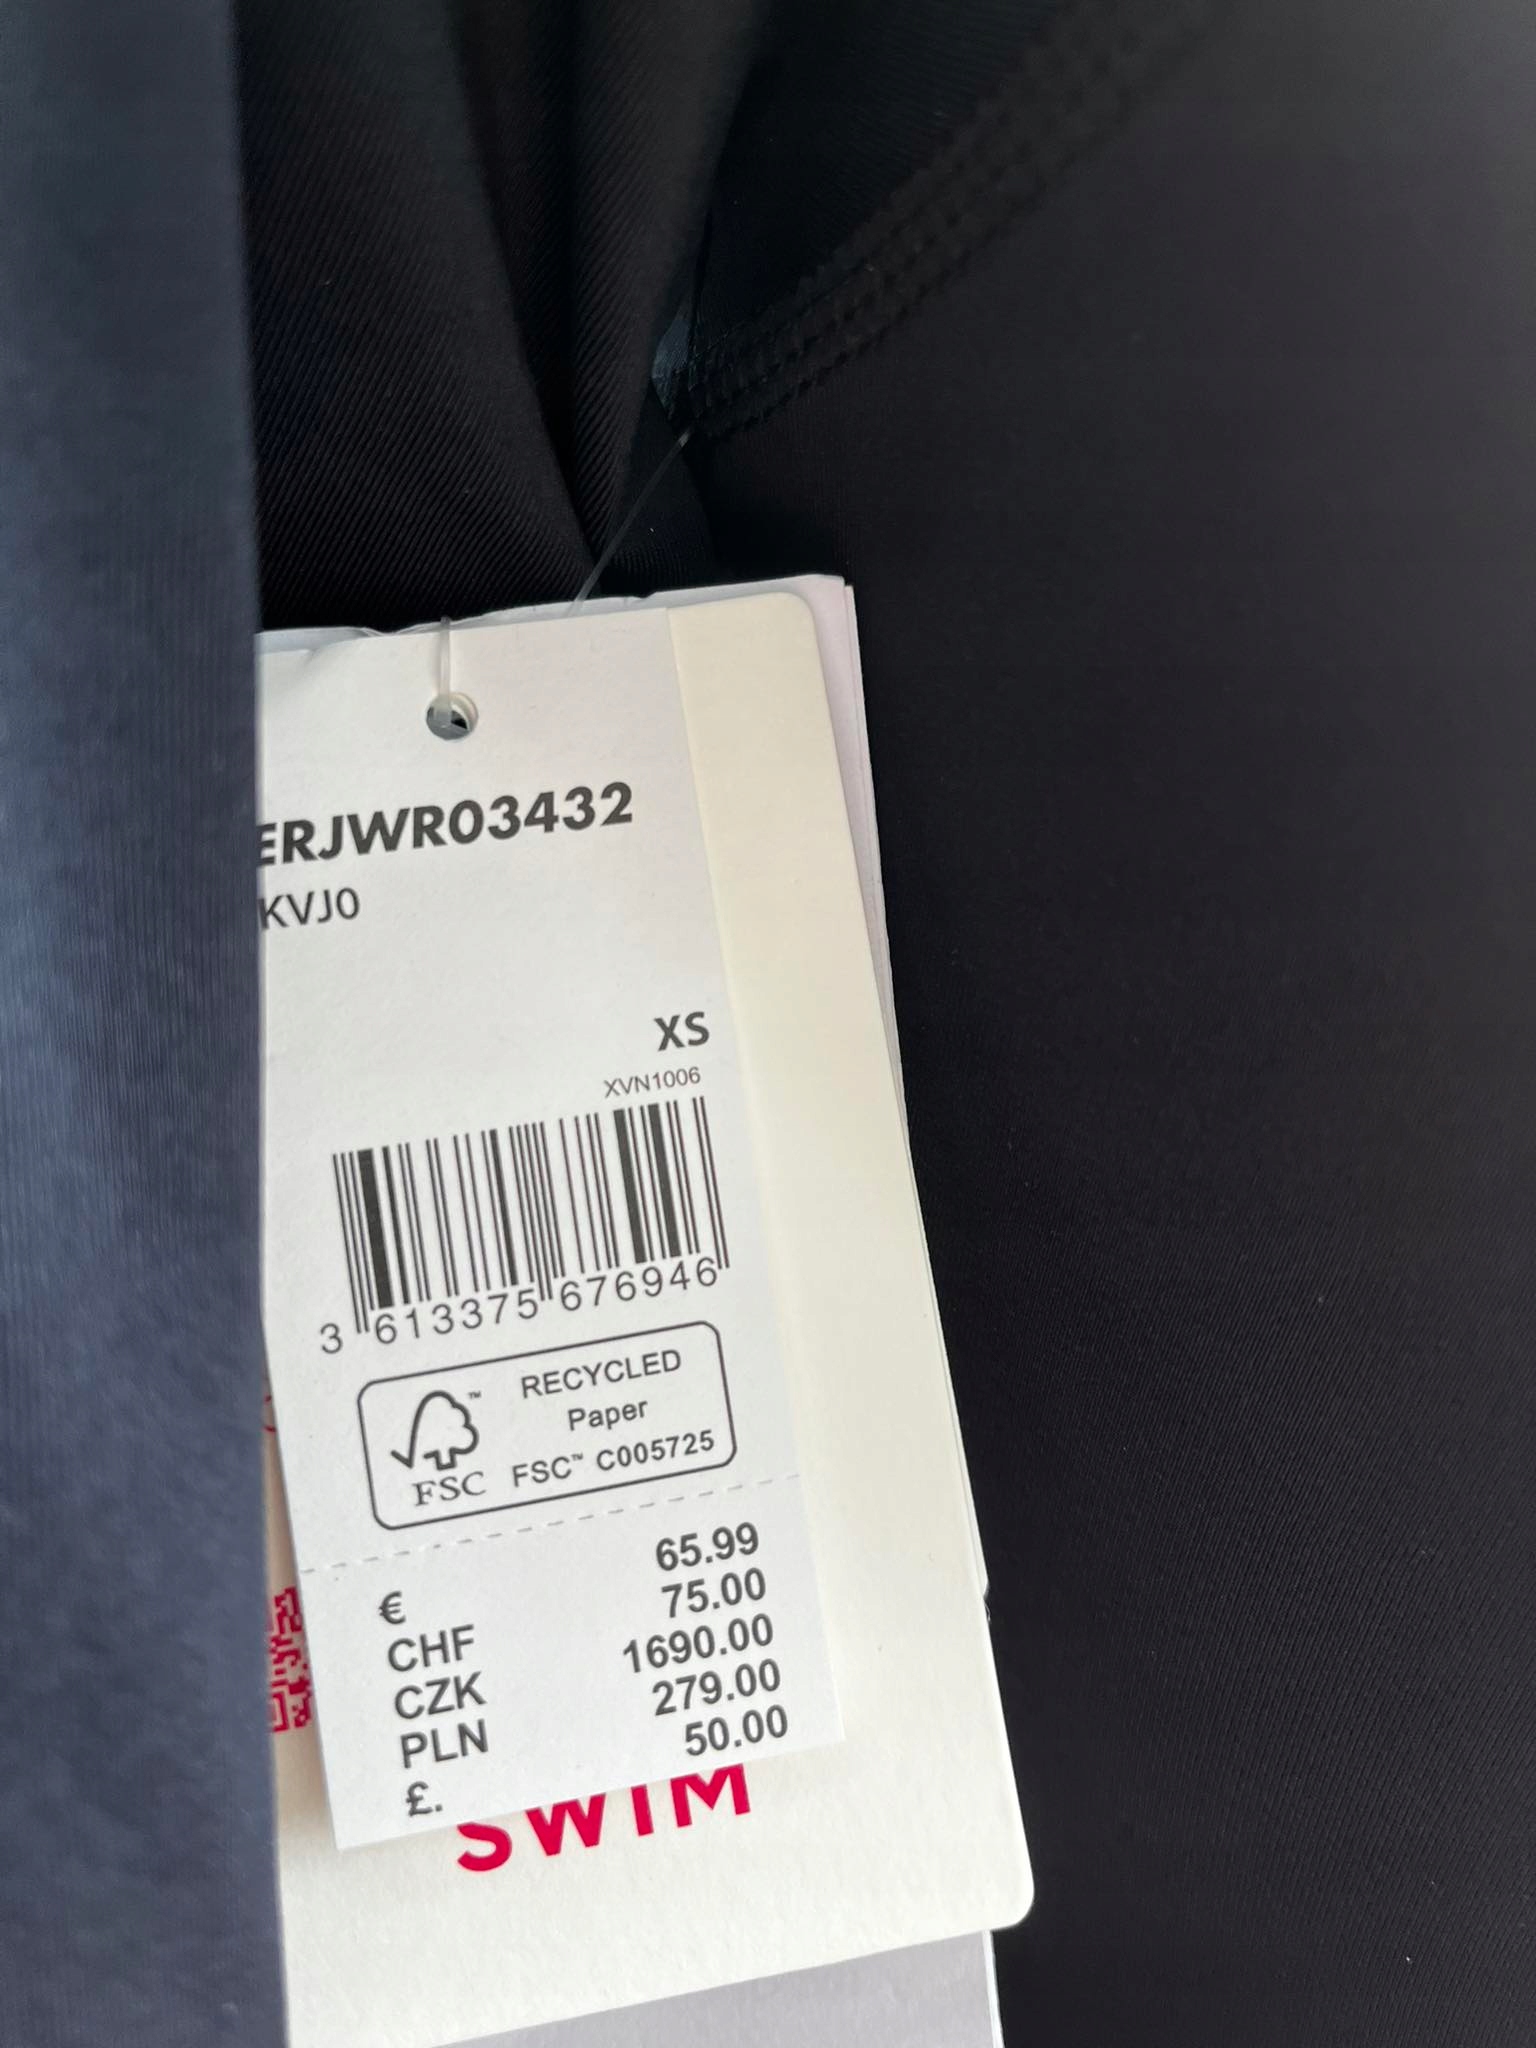 ERJWR03432
KVJ0
XS
XVN1006
3 613375 676946
RECYCLED
Paper
FSC™ C005725
™
FSC
€ 65.99
CHF 75.00
CZK 1690.00
PLN 279.00
£. 50.00
SWIM